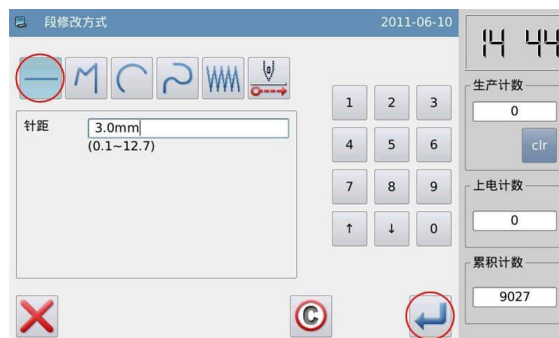 段修改方式 2011-06-10
14 44
针距 3.0mm
(0.1~12.7)
1 2 3
4 5 6
7 8 9
↑ ↓ 0
生产计数
0
clr
上电计数
0
累积计数
9027
C